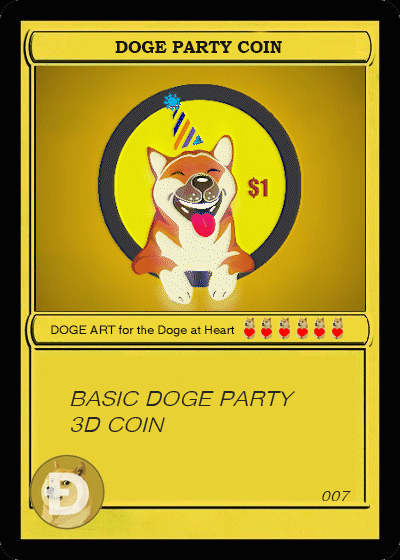 DOGE PARTY COIN
$1
DOGE ART for the Doge at Heart
BASIC DOGE PARTY
3D COIN
Ð
007